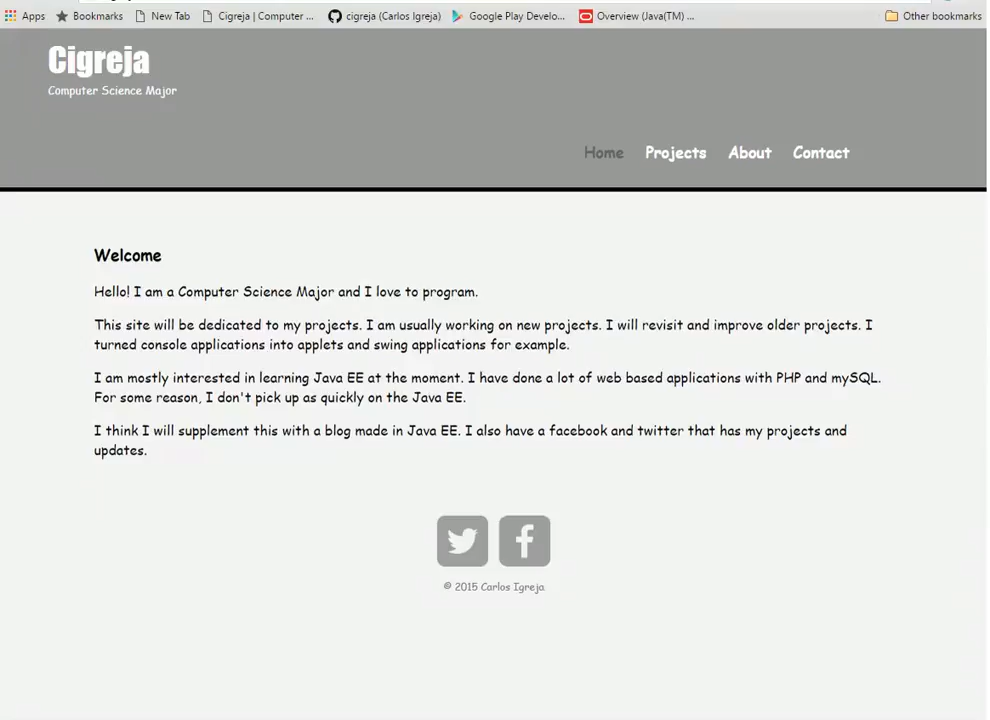 Apps Bookmarks New Tab Cigreja | Computer ... cigreja (Carlos Igreja) Google Play Develo... Overview (Java(TM) ... Other bookmarks
Cigreja
Computer Science Major
Home Projects About Contact
Welcome
Hello! I am a Computer Science Major and I love to program.
This site will be dedicated to my projects. I am usually working on new projects. I will revisit and improve older projects. I
turned console applications into applets and swing applications for example.
I am mostly interested in learning Java EE at the moment. I have done a lot of web based applications with PHP and mySQL.
For some reason, I don't pick up as quickly on the Java EE.
I think I will supplement this with a blog made in Java EE. I also have a facebook and twitter that has my projects and
updates.
© 2015 Carlos Igreja.